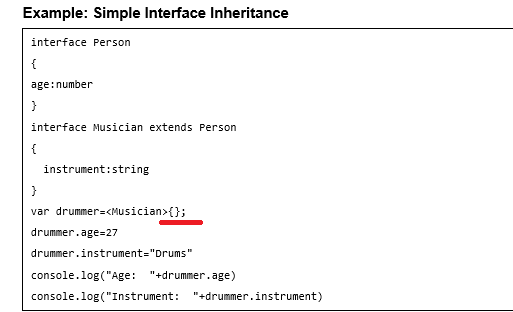 Example: Simple Interface Inheritance
interface Person
{
age:number
}
interface Musician extends Person
{
instrument:string
}
var drummer=<Musician>{};
drummer.age=27
drummer.instrument="Drums"
console.log("Age:  "+drummer.age)
console.log("Instrument:  "+drummer.instrument)